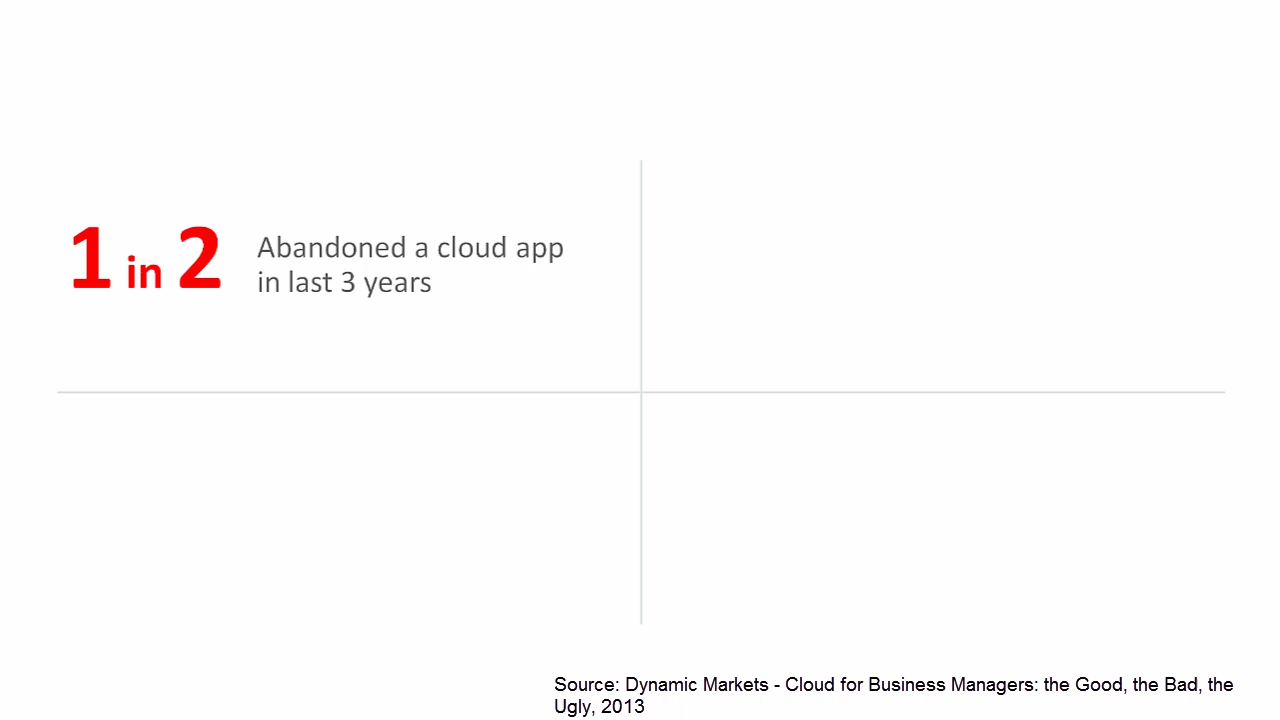 1 in 2
Abandoned a cloud app
in last 3 years
Source: Dynamic Markets - Cloud for Business Managers: the Good, the Bad, the
Ugly, 2013